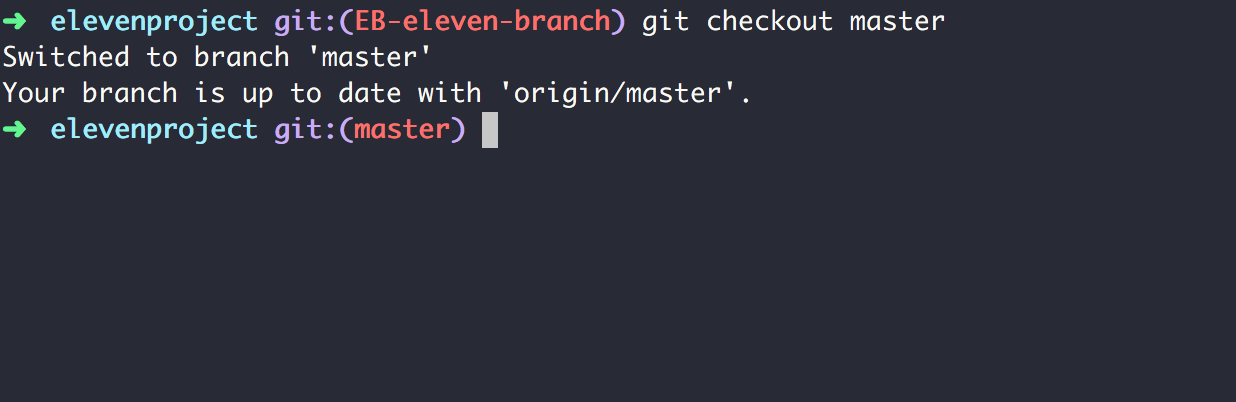 ➜ elevenproject git:(EB-eleven-branch) git checkout master
Switched to branch 'master'
Your branch is up to date with 'origin/master'.
➜ elevenproject git:(master)